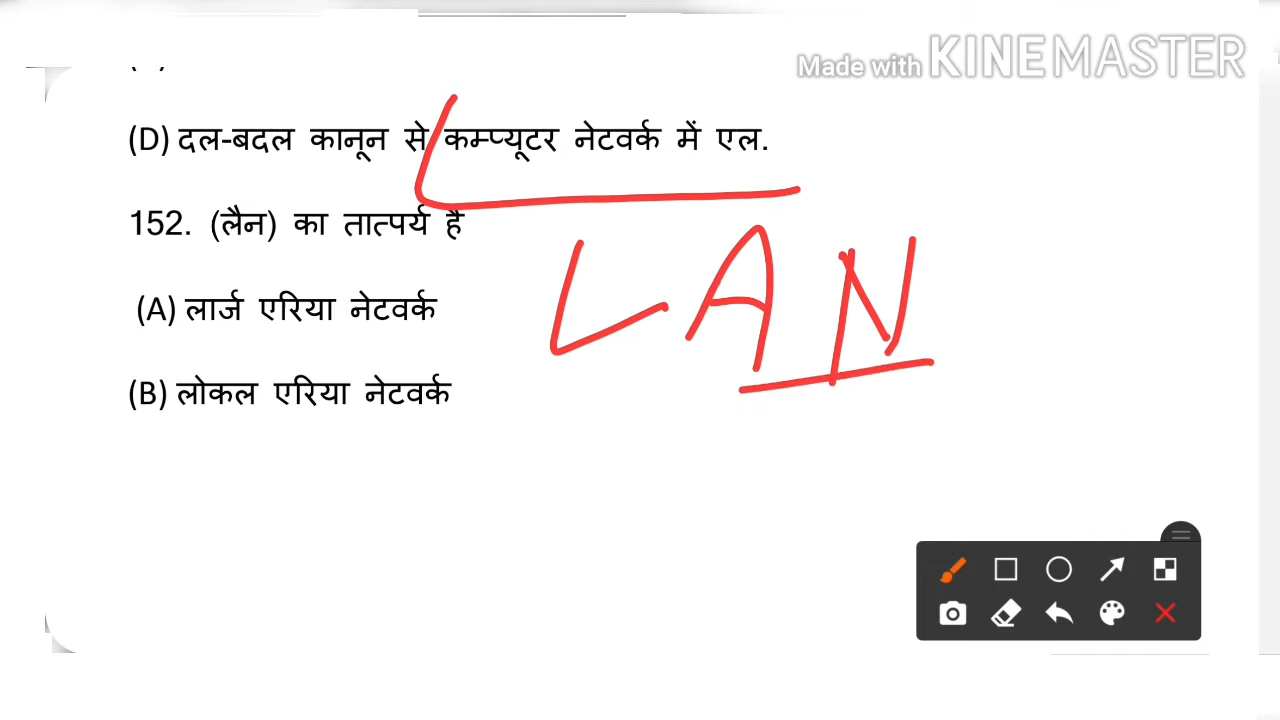 Made with KINEMASTER
(D) दल-बदल कानून से कम्प्यूटर नेटवर्क में एल.
152. (लैन) का तात्पर्य है
LAN
(A) लार्ज एरिया नेटवर्क
(B) लोकल एरिया नेटवर्क